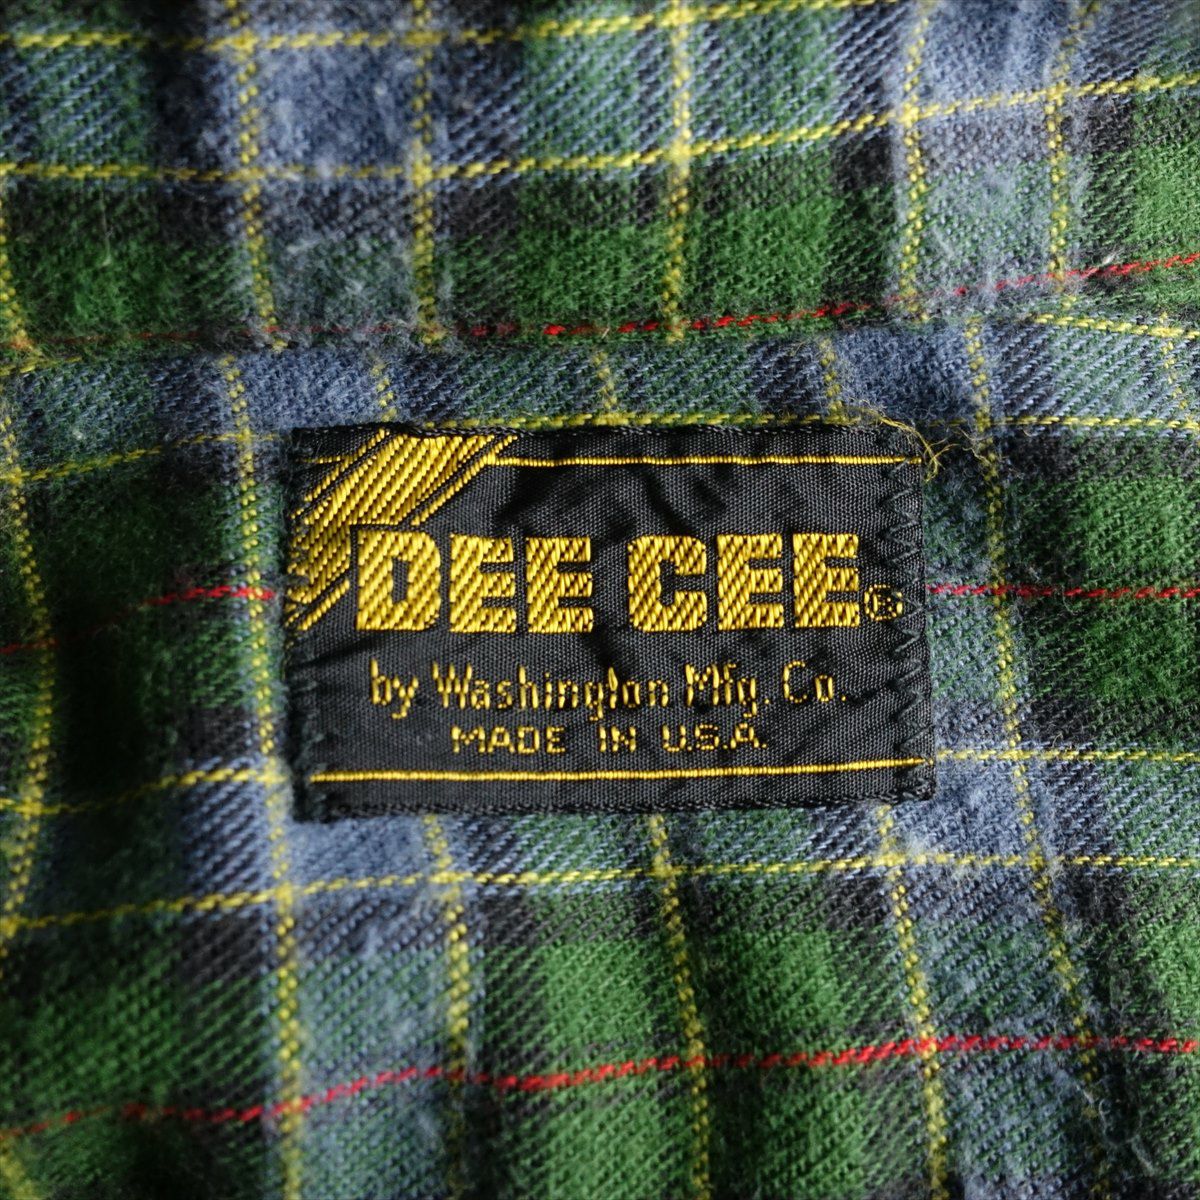 DEE CEE®
by Washington Mfg. Co.
MADE IN U.S.A.